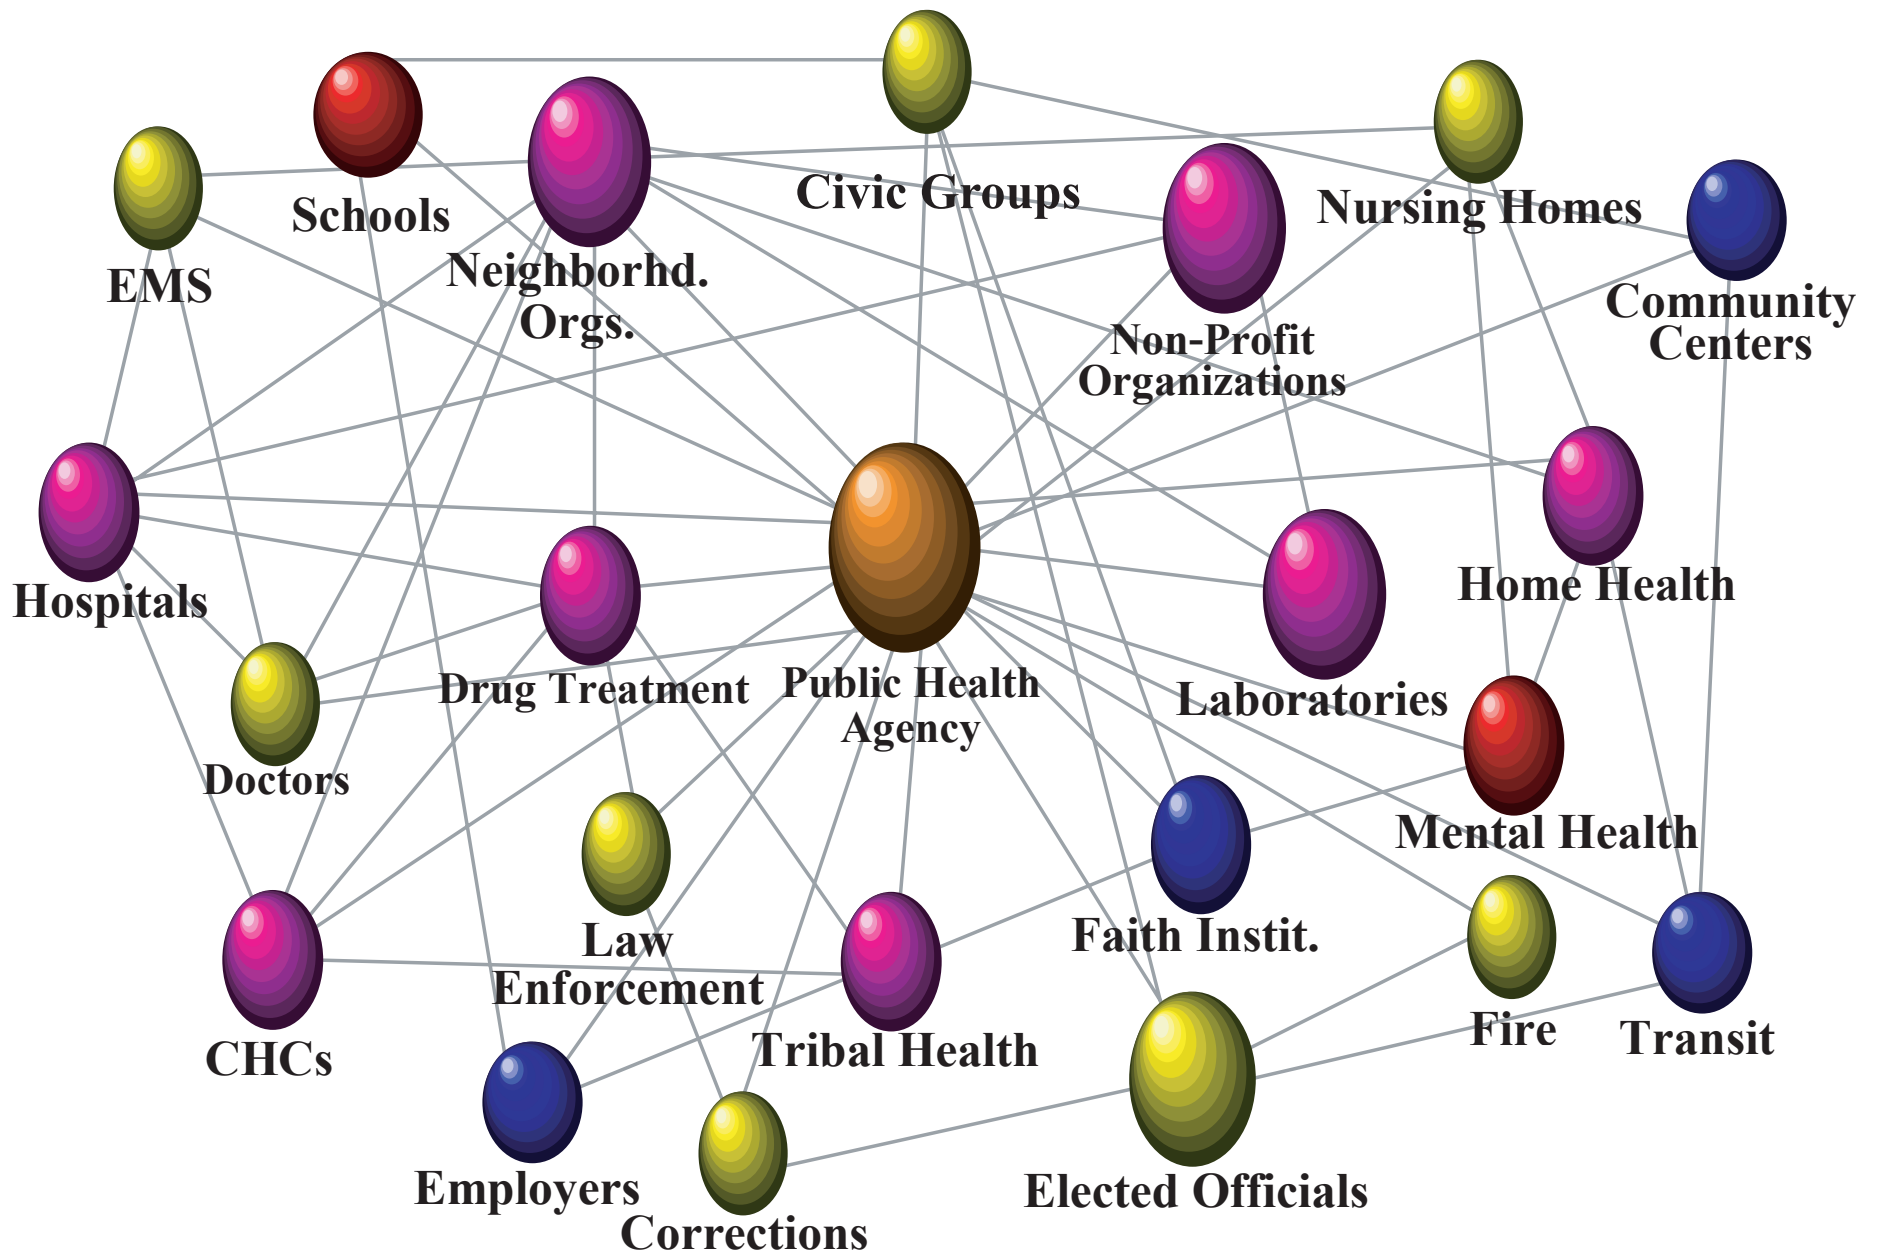 Civic Groups
Nursing Homes
Schools
Neighborhd.
Orgs.
EMS
Community
Centers
Non-Profit
Organizations
Hospitals
Home Health
Drug Treatment
Public Health
Agency
Laboratories
Doctors
Mental Health
Law
Enforcement
Faith Instit.
CHCs
Tribal Health
Fire
Transit
Employers
Corrections
Elected Officials